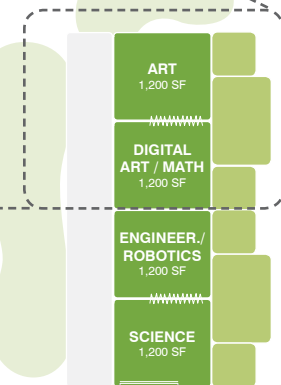 ART
1,200 SF
DIGITAL
ART / MATH
1,200 SF
ENGINEER./
ROBOTICS
1,200 SF
SCIENCE
1,200 SF